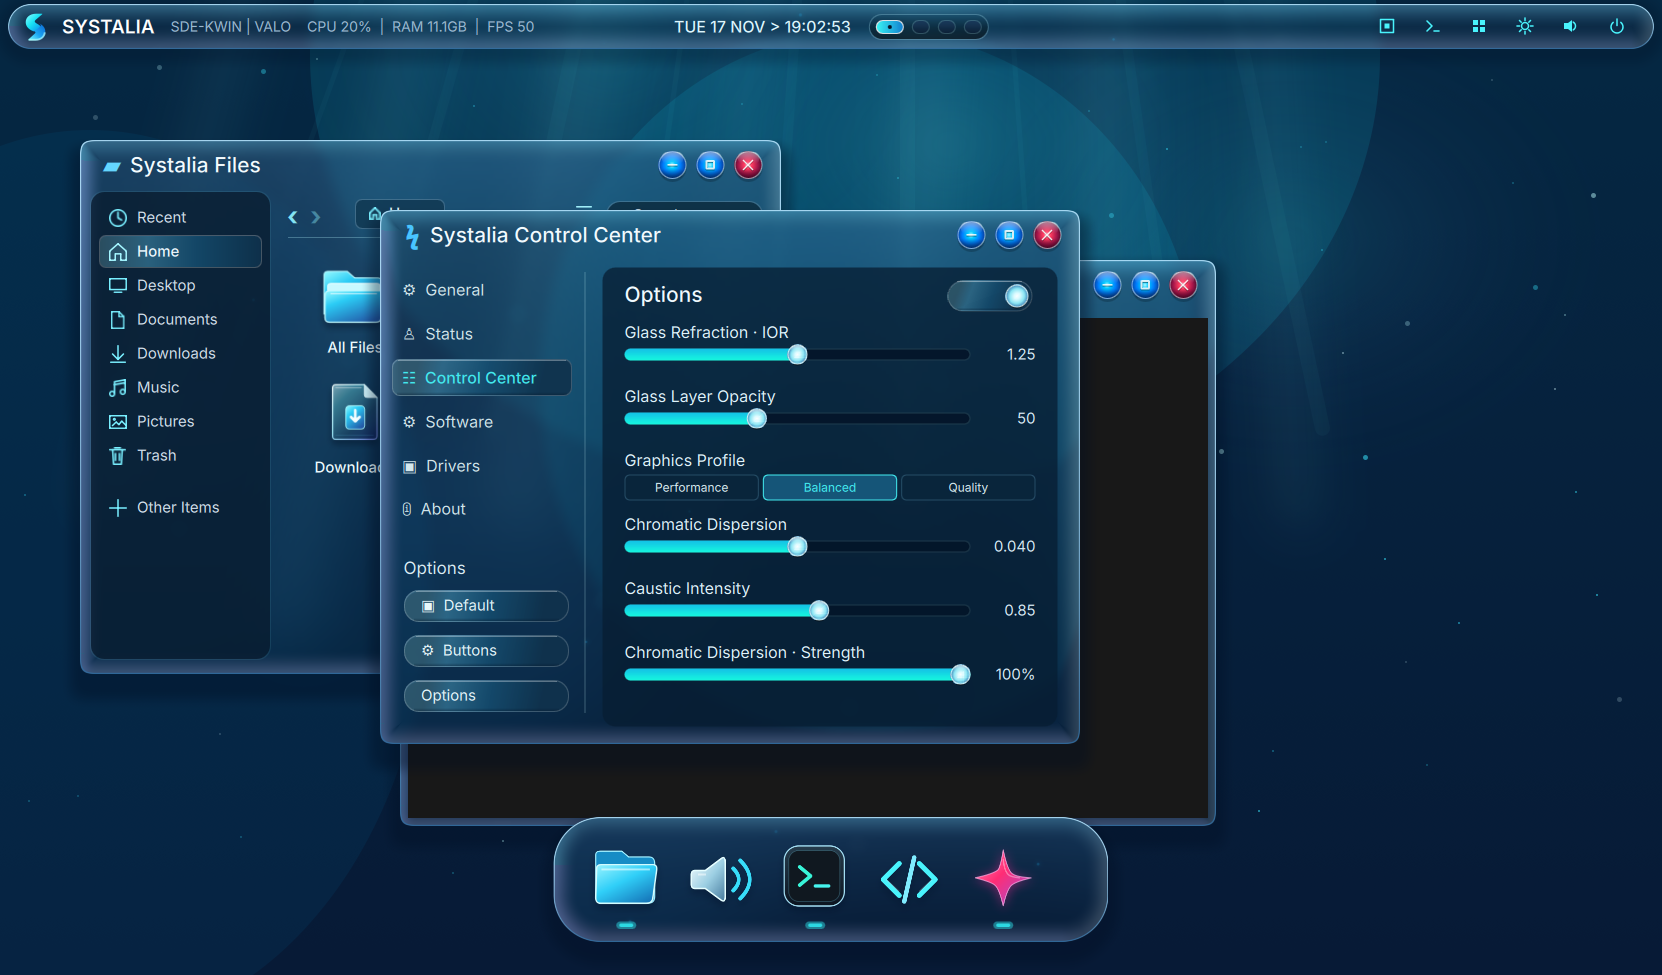 SYSTALIA SDE-KWIN | VALO CPU 20% | RAM 11.1GB | FPS 50 TUE 17 NOV > 19:02:53
Systalia Files
Recent
Home
Desktop
Documents
Downloads
Music
Pictures
Trash
Other Items
All Files
Systalia Control Center
General
Status
Control Center
Software
Drivers
About
Options
Default
Buttons
Options
Options
Glass Refraction · IOR 1.25
Glass Layer Opacity 50
Graphics Profile
Performance Balanced Quality
Chromatic Dispersion 0.040
Caustic Intensity 0.85
Chromatic Dispersion · Strength 100%